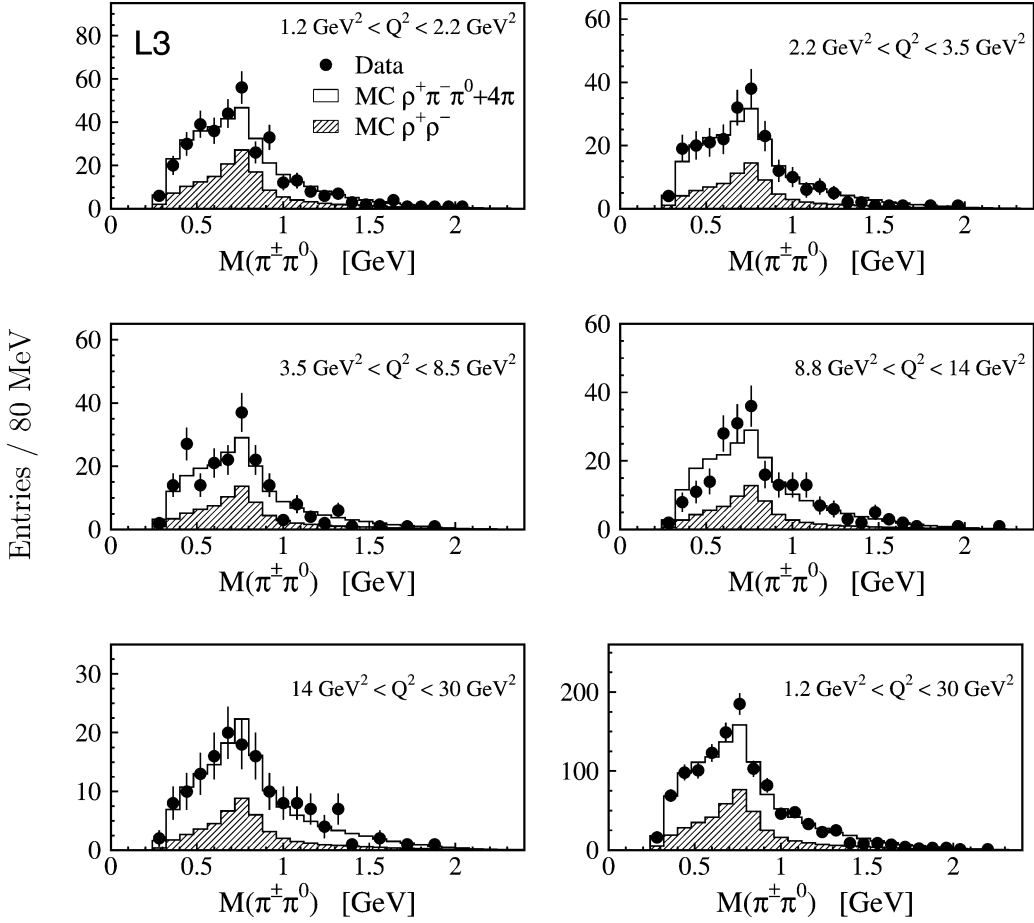 L3
1.2 GeV² < Q² < 2.2 GeV²
Data
MC ρ⁺π⁻π⁰+4π
MC ρ⁺ρ⁻
80
60
40
20
0
0 0.5 1 1.5 2
M(π±π⁰) [GeV]
2.2 GeV² < Q² < 3.5 GeV²
60
40
20
0
0 0.5 1 1.5 2
M(π±π⁰) [GeV]
Entries / 80 MeV
3.5 GeV² < Q² < 8.5 GeV²
60
40
20
0
0 0.5 1 1.5 2
M(π±π⁰) [GeV]
8.8 GeV² < Q² < 14 GeV²
60
40
20
0
0 0.5 1 1.5 2
M(π±π⁰) [GeV]
14 GeV² < Q² < 30 GeV²
30
20
10
0
0 0.5 1 1.5 2
M(π±π⁰) [GeV]
1.2 GeV² < Q² < 30 GeV²
200
100
0
0 0.5 1 1.5 2
M(π±π⁰) [GeV]